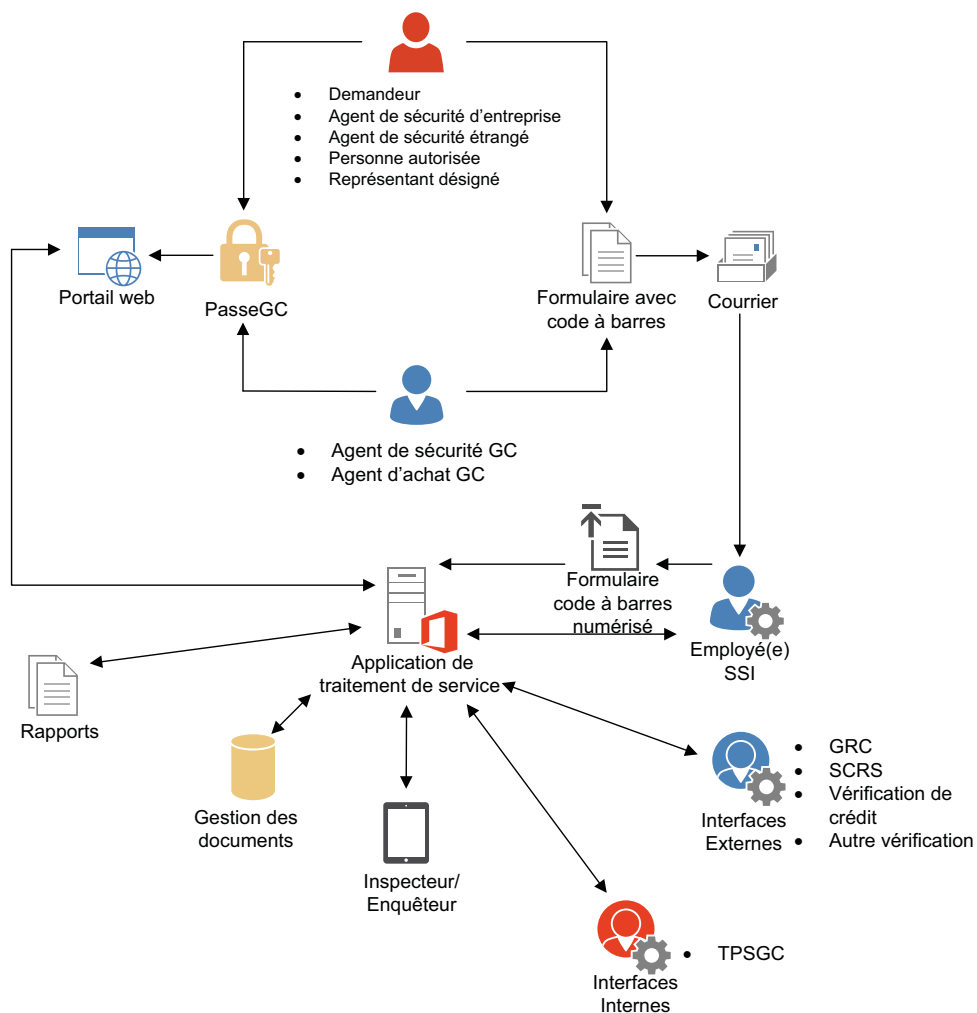 • Demandeur
• Agent de sécurité d’entreprise
• Agent de sécurité étrangé
• Personne autorisée
• Représentant désigné
Portail web
PasseGC
Formulaire avec
code à barres
Courrier
• Agent de sécurité GC
• Agent d’achat GC
Formulaire
code à barres
numérisé
Employé(e)
SSI
Application de
traitement de service
Rapports
Gestion des
documents
Inspecteur/
Enquêteur
Interfaces
Externes
• GRC
• SCRS
• Vérification de
crédit
• Autre vérification
Interfaces
Internes
• TPSGC